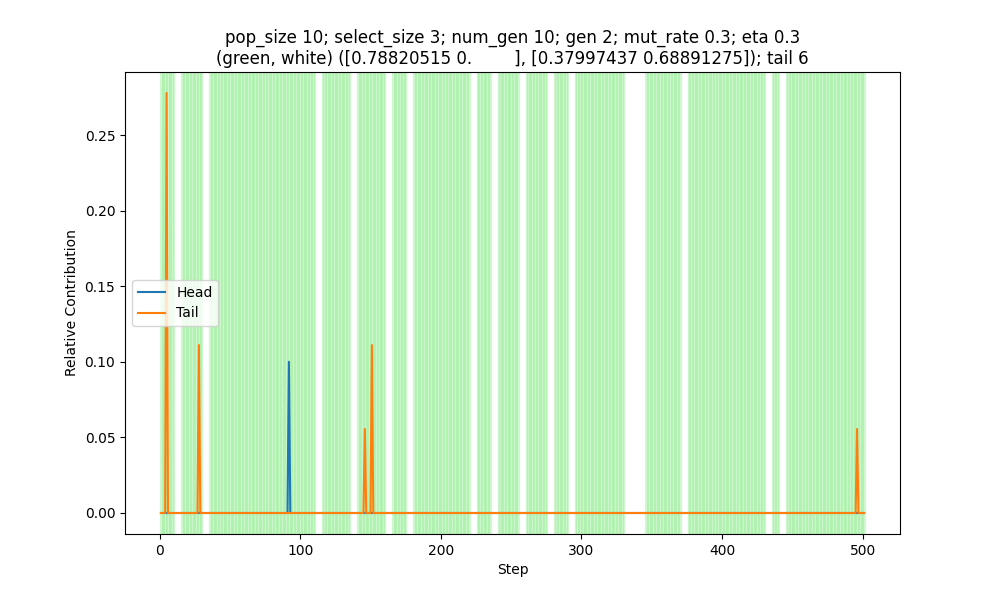 pop_size 10; select_size 3; num_gen 10; gen 2; mut_rate 0.3; eta 0.3
(green, white) ([0.78820515 0.        ], [0.37997437 0.68891275]); tail 6
0.25
0.20
0.15
0.10
0.05
0.00
Relative Contribution
Head
Tail
0
100
200
300
400
500
Step